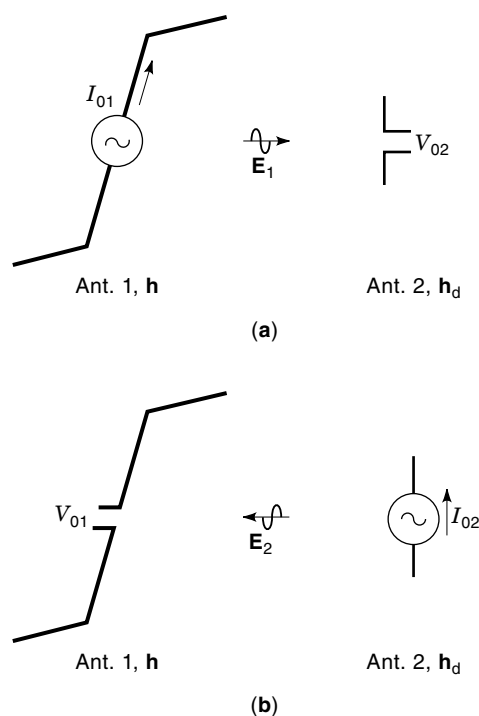 I01
E1
V02
Ant. 1, h
Ant. 2, hd
(a)
V01
E2
I02
Ant. 1, h
Ant. 2, hd
(b)